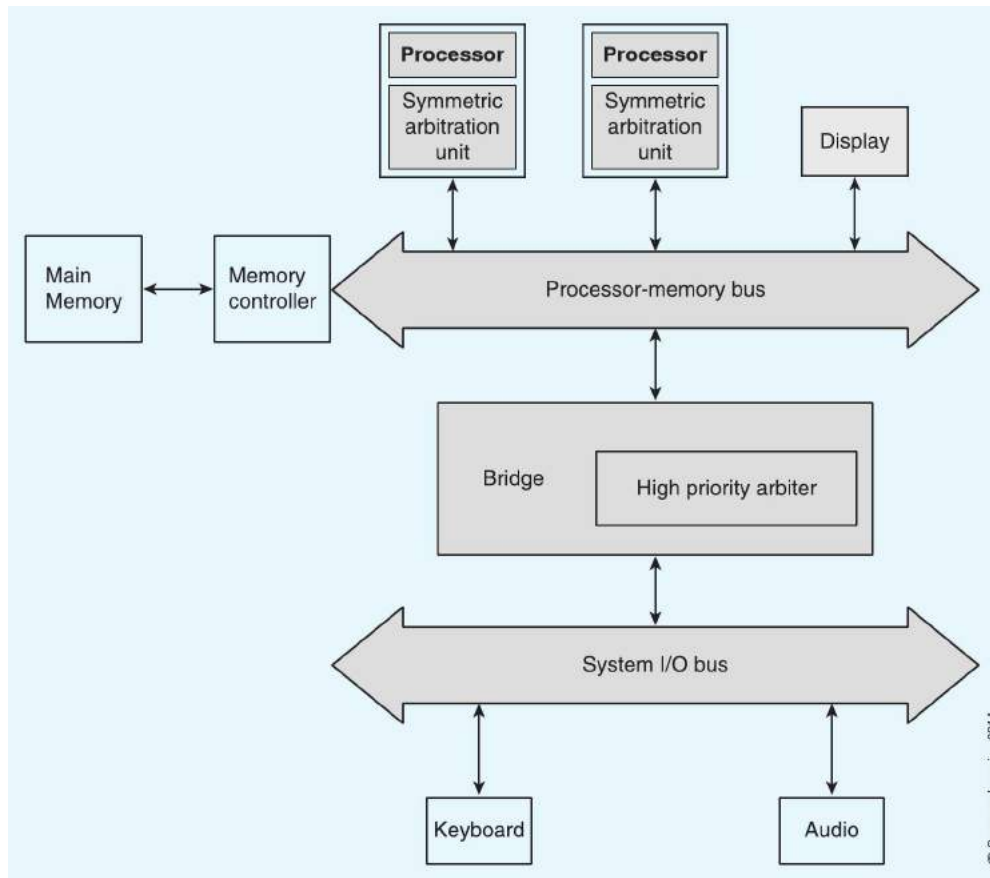 Processor
Symmetric
arbitration
unit
Processor
Symmetric
arbitration
unit
Display
Main
Memory
Memory
controller
Processor-memory bus
Bridge
High priority arbiter
System I/O bus
Keyboard
Audio